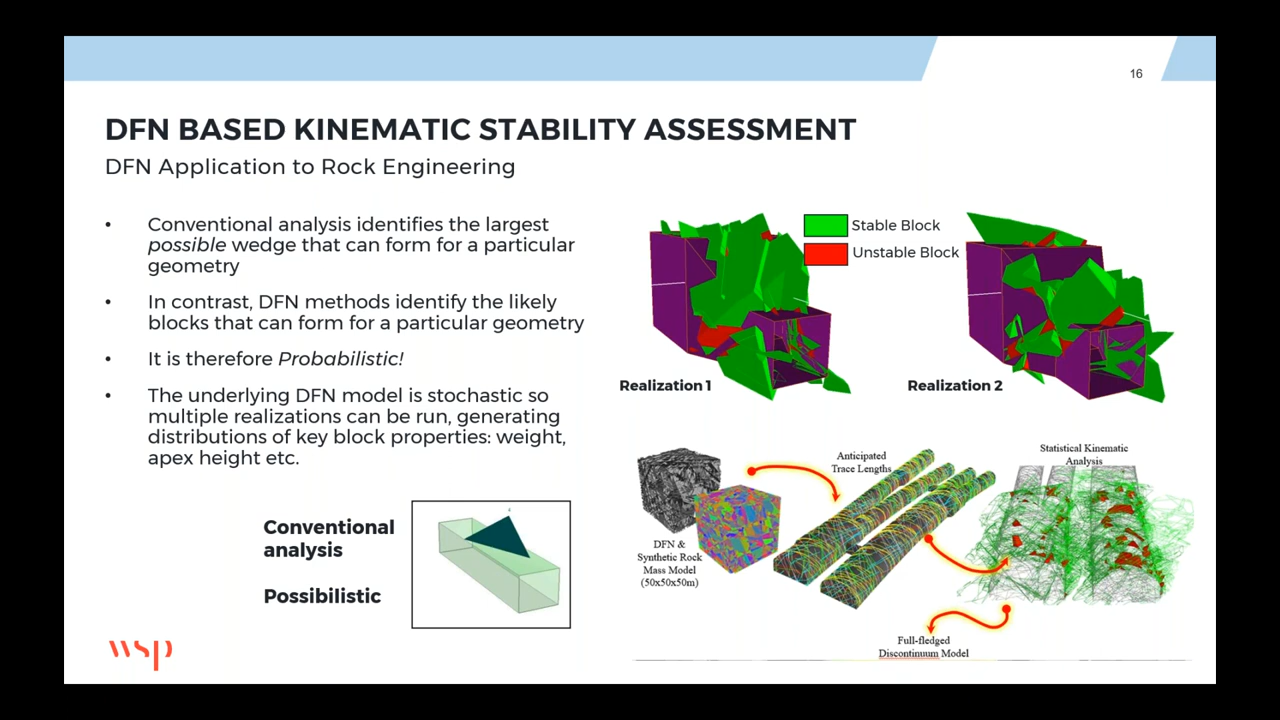 16
DFN BASED KINEMATIC STABILITY ASSESSMENT
DFN Application to Rock Engineering
• Conventional analysis identifies the largest
possible wedge that can form for a particular
geometry
• In contrast, DFN methods identify the likely
blocks that can form for a particular geometry
• It is therefore Probabilistic!
• The underlying DFN model is stochastic so
multiple realizations can be run, generating
distributions of key block properties: weight,
apex height etc.
Conventional
analysis
Possibilistic
Stable Block
Unstable Block
Realization 1
Realization 2
Anticipated
Trace Lengths
Statistical Kinematic
Analysis
DFN &
Synthetic Rock
Mass Model
(50x50x50m)
Full-fledged
Discontinuum Model
wsp